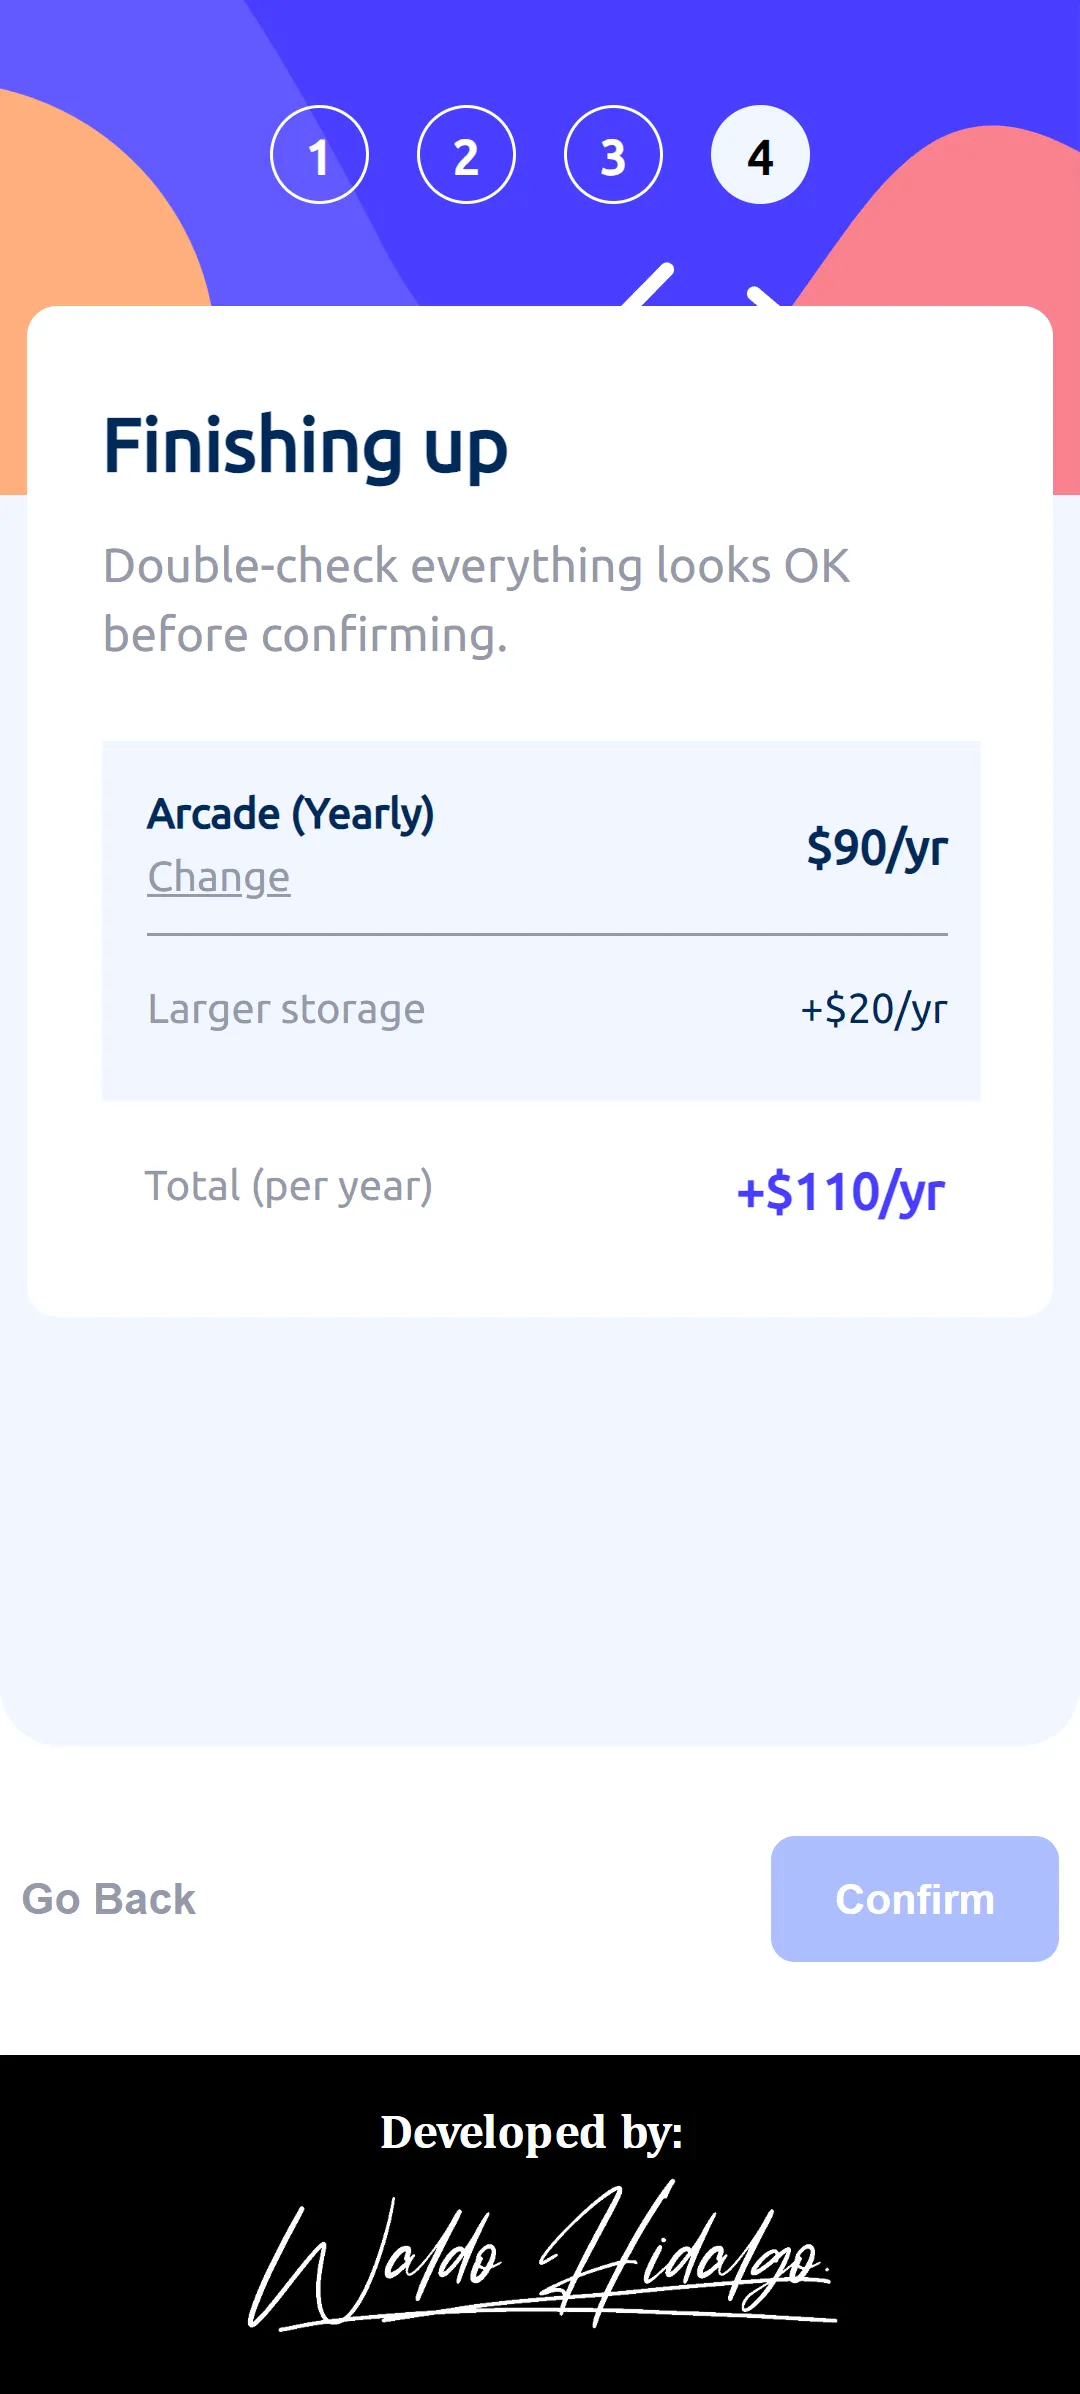 1 2 3 4
Finishing up
Double-check everything looks OK
before confirming.
Arcade (Yearly)
$90/yr
Change
Larger storage +$20/yr
Total (per year) +$110/yr
Go Back Confirm
Developed by:
Waldo Hidalgo.